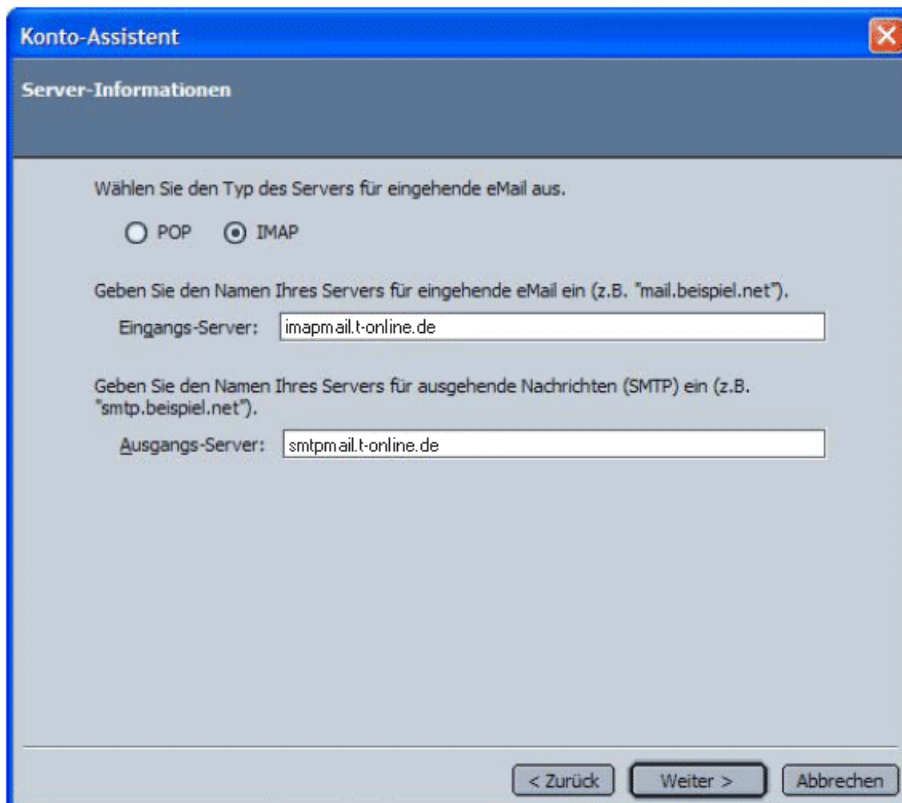 Konto-Assistent
Server-Informationen
Wählen Sie den Typ des Servers für eingehende eMail aus.
POP IMAP
Geben Sie den Namen Ihres Servers für eingehende eMail ein (z.B. "mail.beispiel.net").
Eingangs-Server: imapmail.t-online.de
Geben Sie den Namen Ihres Servers für ausgehende Nachrichten (SMTP) ein (z.B.
"smtp.beispiel.net").
Ausgangs-Server: smtpmail.t-online.de
< Zurück Weiter > Abbrechen